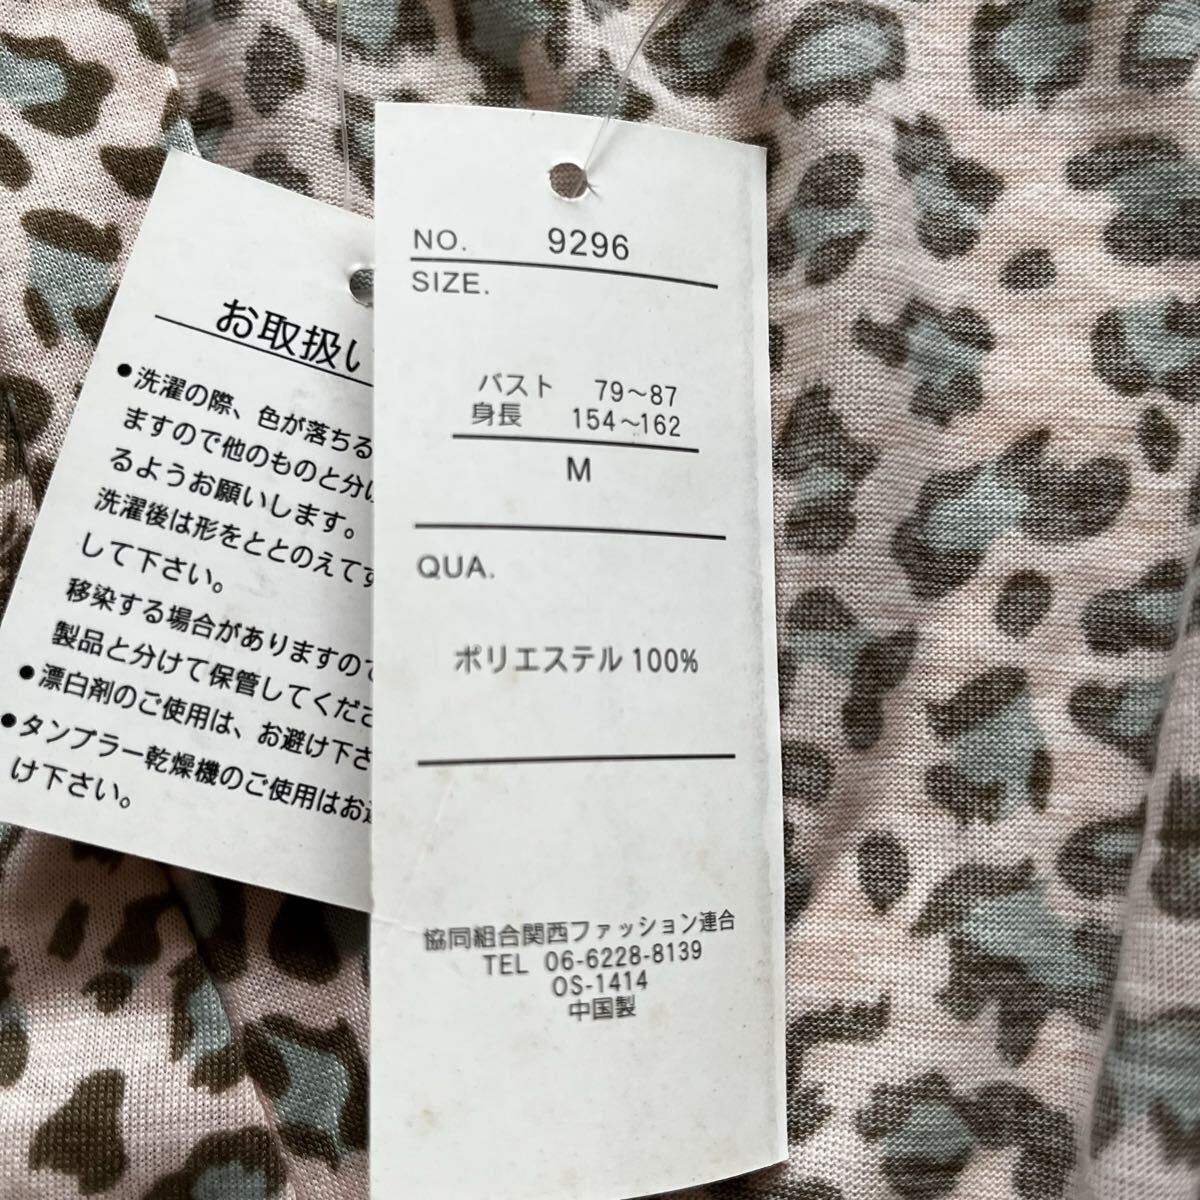 お取扱い
●洗濯の際、色が落ちる
ますので他のものと分け
るようお願いします。
洗濯後は形をととのえてす
して下さい。
移染する場合がありますので
製品と分けて保管してくださ
●漂白剤のご使用は、お避け下さ
●タンブラー乾燥機のご使用はお避
け下さい。
NO. 9296
SIZE.
バスト 79～87
身長 154～162
M
QUA.
ポリエステル 100%
協同組合関西ファッション連合
TEL 06-6228-8139
OS-1414
中国製